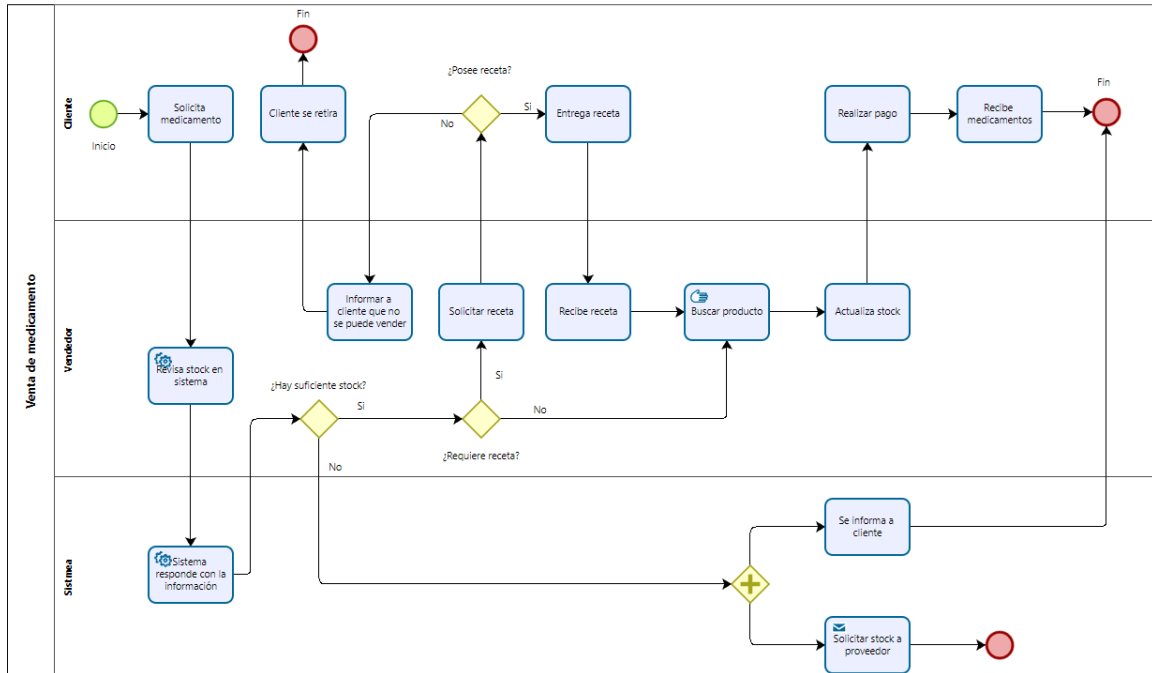 Venta de medicamento
Cliente
Inicio
Solicita
medicamento
Fin
Cliente se retira
¿Posee receta?
No
Si
Entrega receta
Realizar pago
Recibe
medicamentos
Fin
Vendedor
Informar a
cliente que no
se puede vender
Solicitar receta
Recibe receta
Buscar producto
Actualiza stock
Revisa stock en
sistema
¿Hay suficiente stock?
Si
No
Si
No
¿Requiere receta?
Sistmea
Sistema
responde con la
información
Se informa a
cliente
Solicitar stock a
proveedor